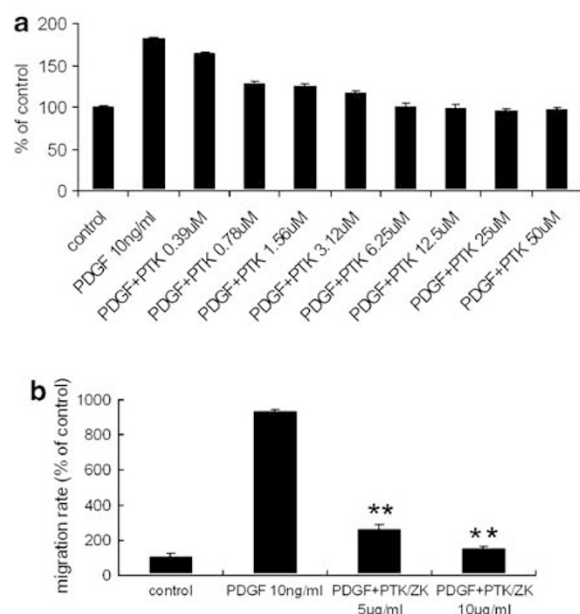 a
% of control
200
150
100
50
0
control
PDGF 10ng/ml
PDGF+PTK 0.39uM
PDGF+PTK 0.78uM
PDGF+PTK 1.56uM
PDGF+PTK 3.12uM
PDGF+PTK 6.25uM
PDGF+PTK 12.5uM
PDGF+PTK 25uM
PDGF+PTK 50uM
b
migration rate (% of control)
1000
800
600
400
200
0
**
**
control
PDGF 10ng/ml
PDGF+PTK/ZK
5µg/ml
PDGF+PTK/ZK
10µg/ml